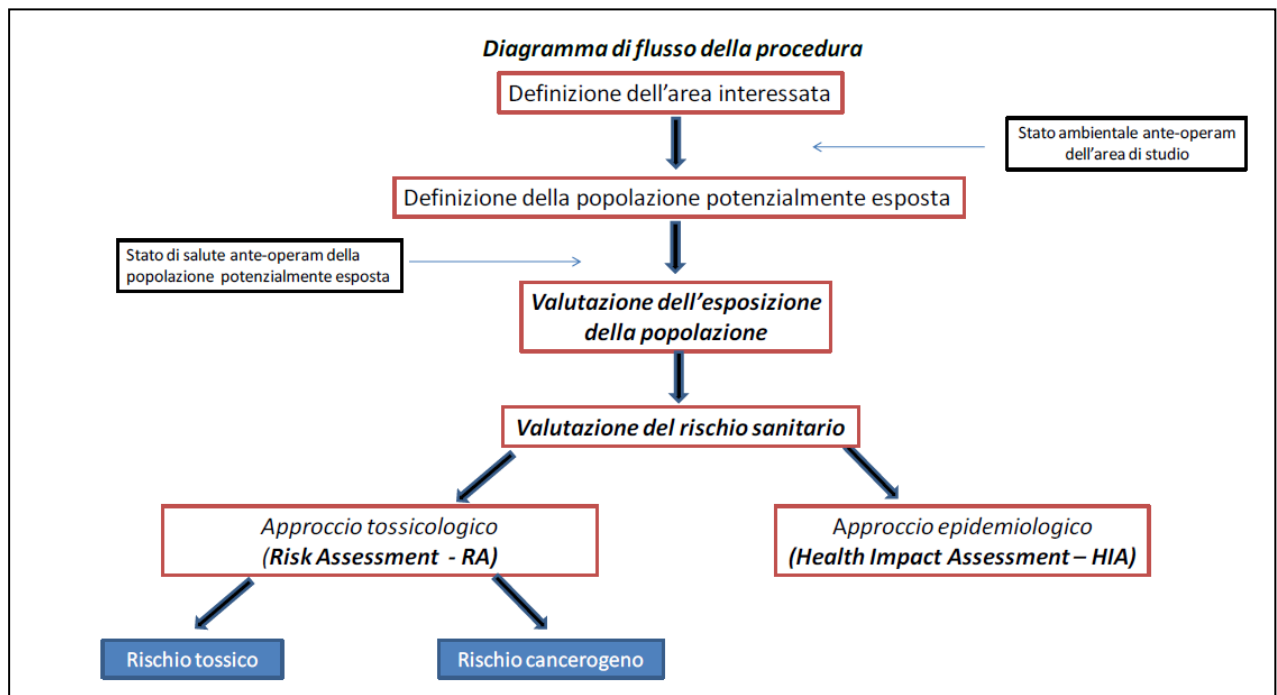 Diagramma di flusso della procedura
Definizione dell'area interessata
Stato ambientale ante-operam
dell'area di studio
Definizione della popolazione potenzialmente esposta
Stato di salute ante-operam della
popolazione potenzialmente esposta
Valutazione dell'esposizione
della popolazione
Valutazione del rischio sanitario
Approccio tossicologico
(Risk Assessment - RA)
Approccio epidemiologico
(Health Impact Assessment – HIA)
Rischio tossico
Rischio cancerogeno